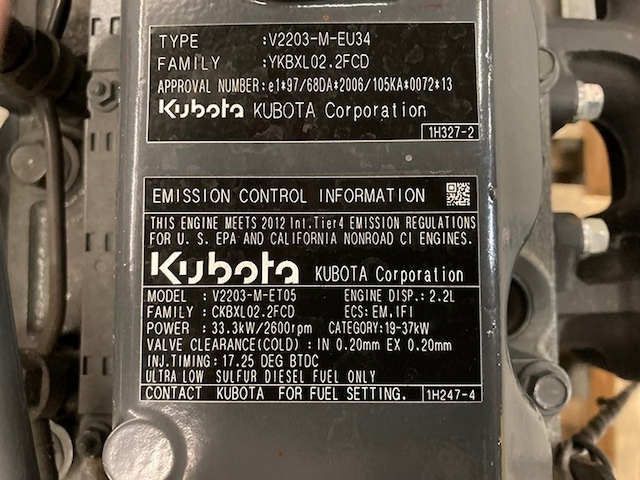 TYPE :V2203-M-EU34
FAMILY :YKBXL02.2FCD
APPROVAL NUMBER:e1*97/68DA*2006/105KA*0072*13
Kubota KUBOTA Corporation
1H327-2
EMISSION CONTROL INFORMATION
THIS ENGINE MEETS 2012 Int.Tier4 EMISSION REGULATIONS
FOR U. S. EPA AND CALIFORNIA NONROAD CI ENGINES.
Kubota KUBOTA Corporation
MODEL : V2203-M-ET05 ENGINE DISP.: 2.2L
FAMILY : CKBXL02.2FCD ECS: EM,IFI
POWER : 33.3kW/2600rpm CATEGORY:19-37kW
VALVE CLEARANCE(COLD) : IN 0.20mm EX 0.20mm
INJ.TIMING: 17.25 DEG BTDC
ULTRA LOW SULFUR DIESEL FUEL ONLY
CONTACT KUBOTA FOR FUEL SETTING. 1H247-4